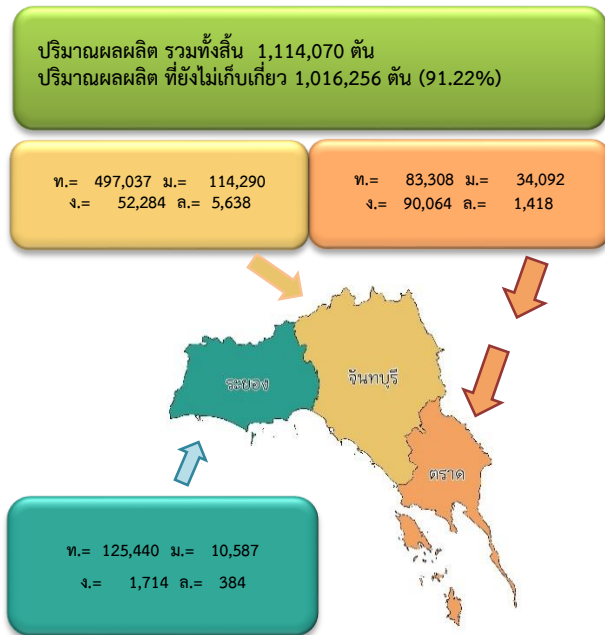 ปริมาณผลผลิต รวมทั้งสิ้น 1,114,070 ตัน
ปริมาณผลผลิต ที่ยังไม่เก็บเกี่ยว 1,016,256 ตัน (91.22%)
ท.= 497,037 ม.= 114,290
ง.= 52,284 ล.= 5,638
ท.= 83,308 ม.= 34,092
ง.= 90,064 ล.= 1,418
ระยอง
จันทบุรี
ตราด
ท.= 125,440 ม.= 10,587
ง.= 1,714 ล.= 384